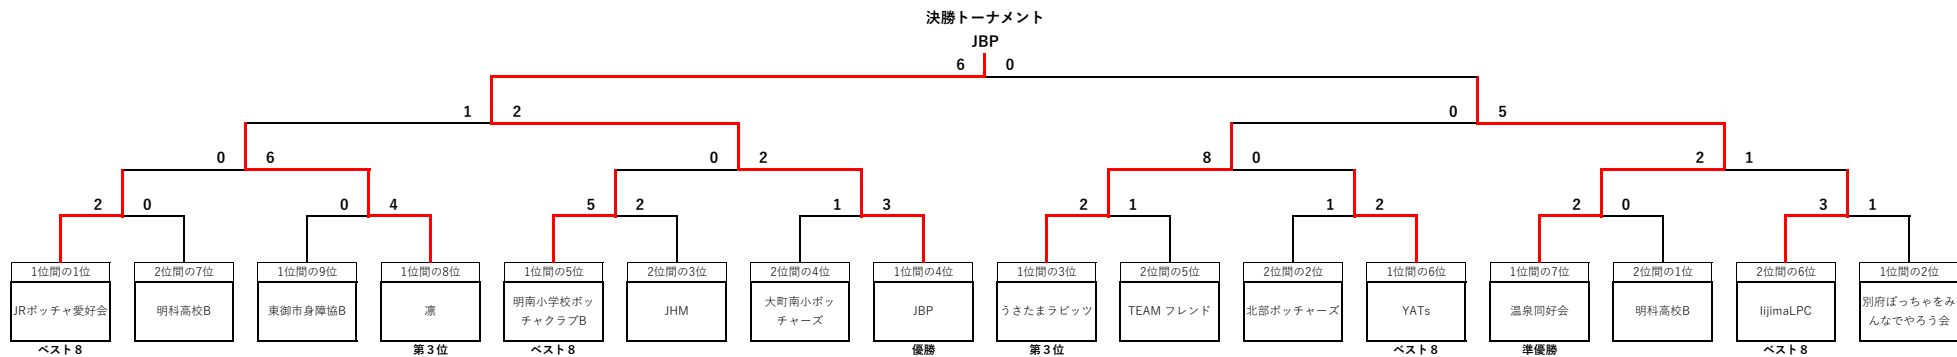 決勝トーナメント
JBP
6 0
1 2 0 5
0 6 0 2 8 0 2 1
2 0 0 4 5 2 1 3 2 1 1 2 2 0 3 1
1位間の1位 2位間の7位 1位間の9位 1位間の8位 1位間の5位 2位間の3位 2位間の4位 1位間の4位 1位間の3位 2位間の5位 2位間の2位 1位間の6位 1位間の7位 2位間の1位 2位間の6位 1位間の2位
JRボッチャ愛好会
明科高校B
東御市身障協B
凛
明南小学校ボッ
チャクラブB
JHM
大町南小ボッ
チャーズ
JBP
うさたまラビッツ
TEAM フレンド
北部ボッチャーズ
YATs
温泉同好会
明科高校B
IijimaLPC
別府ぼっちゃをみ
んなでやろう会
ベスト８ 第３位 ベスト８ 優勝 第３位 ベスト８ 準優勝 ベスト８